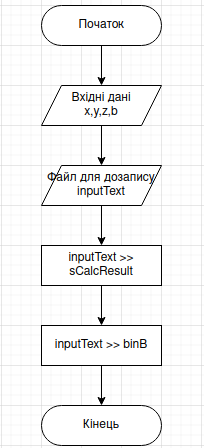 Початок
Вхідні дані
x,y,z,b
Файл для дозапису
inputText
inputText >>
sCalcResult
inputText >> binB
Кінець